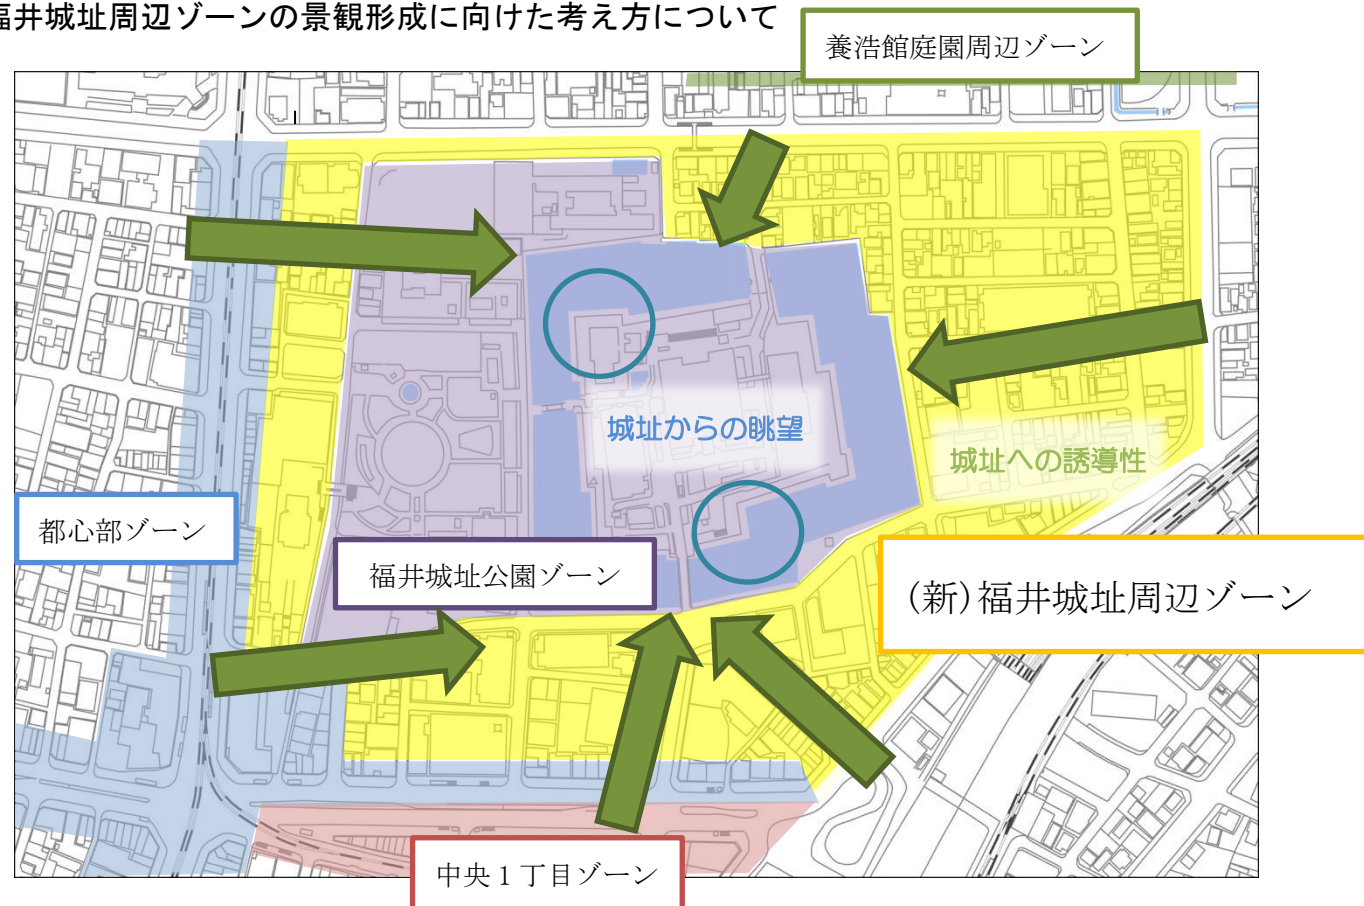 福井城址周辺ゾーンの景観形成に向けた考え方について
養浩館庭園周辺ゾーン
城址からの眺望
城址への誘導性
都心部ゾーン
福井城址公園ゾーン
(新)福井城址周辺ゾーン
中央１丁目ゾーン